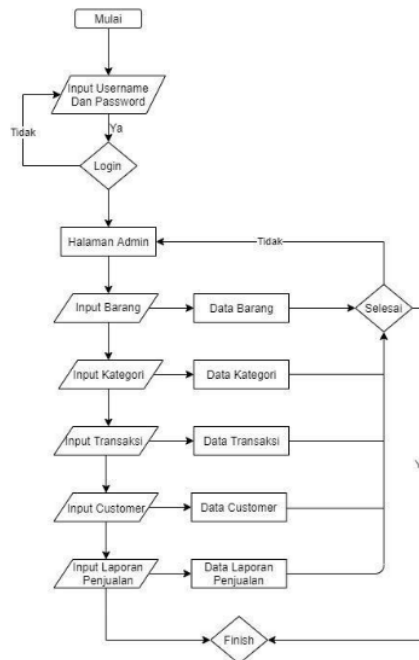 Mulai
Input Username
Dan Password
Tidak
Ya
Login
Halaman Admin
Tidak
Input Barang
Data Barang
Selesai
Input Kategori
Data Kategori
Input Transaksi
Data Transaksi
Input Customer
Data Customer
Input Laporan
Penjualan
Data Laporan
Penjualan
Finish